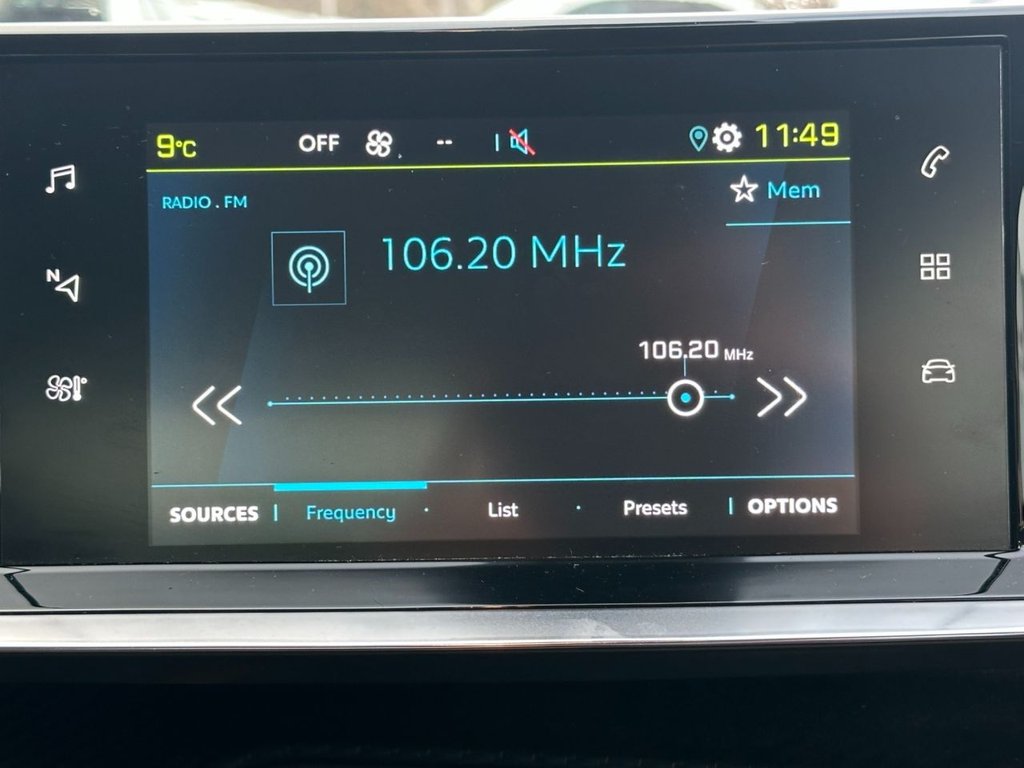 9°C OFF -- 11:49
RADIO . FM
Mem
106.20 MHz
N
106.20 MHz
SOURCES Frequency · List · Presets OPTIONS